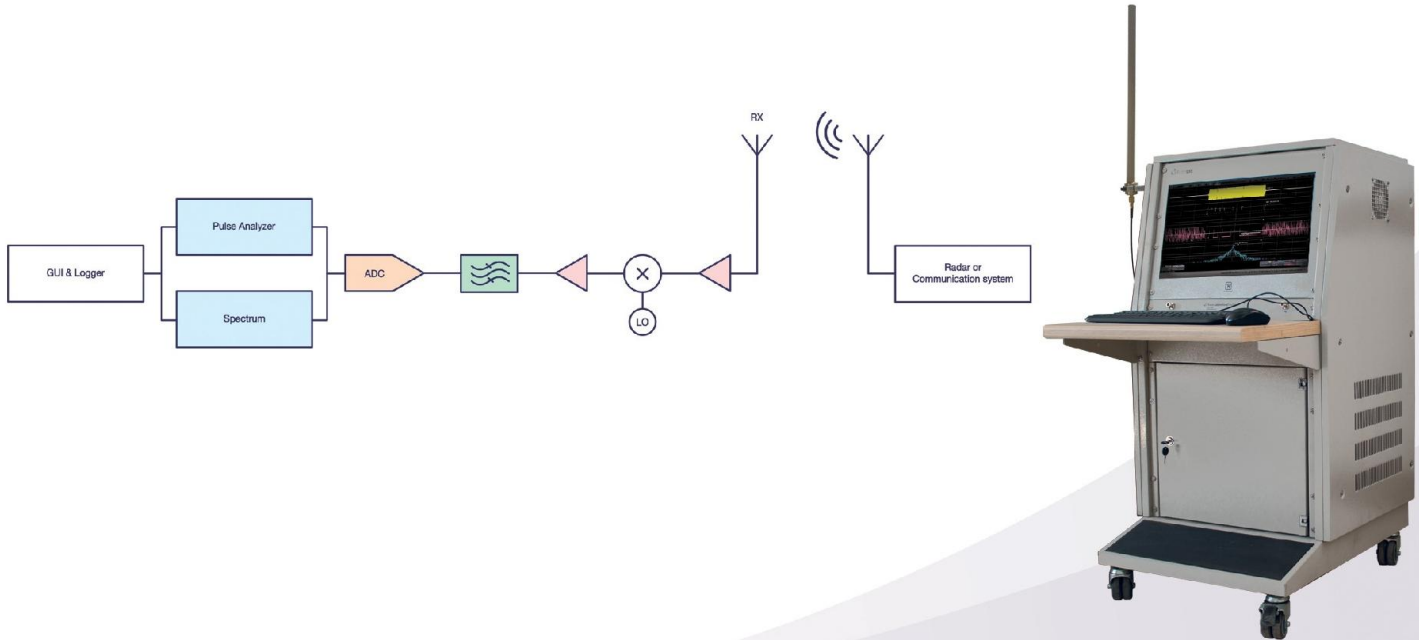 RX
Pulse Analyzer
GUI & Logger
ADC
Radar or
Communication system
Spectrum
LO